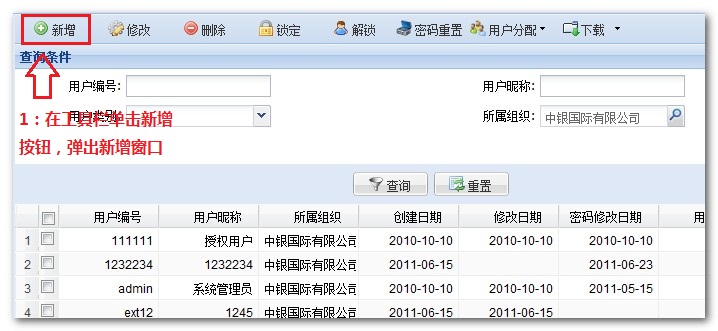 新增 修改 删除 锁定 解锁 密码重置 用户分配 下载
查询条件
用户编号: 用户昵称:
用户类别: 所属组织: 中银国际有限公司
1：在工具栏单击新增
按钮，弹出新增窗口
查询 重置
用户编号 用户昵称 所属组织 创建日期 修改日期 密码修改日期 用
1 111111 授权用户 中银国际有限公司 2010-10-10 2010-10-10 2010-10-10
2 1232234 1232234 中银国际有限公司 2011-06-15 2011-06-23
3 admin 系统管理员 中银国际有限公司 2010-10-10 2010-10-10 2011-05-15
4 ext12 1245 中银国际有限公司 2011-06-15 2011-06-15